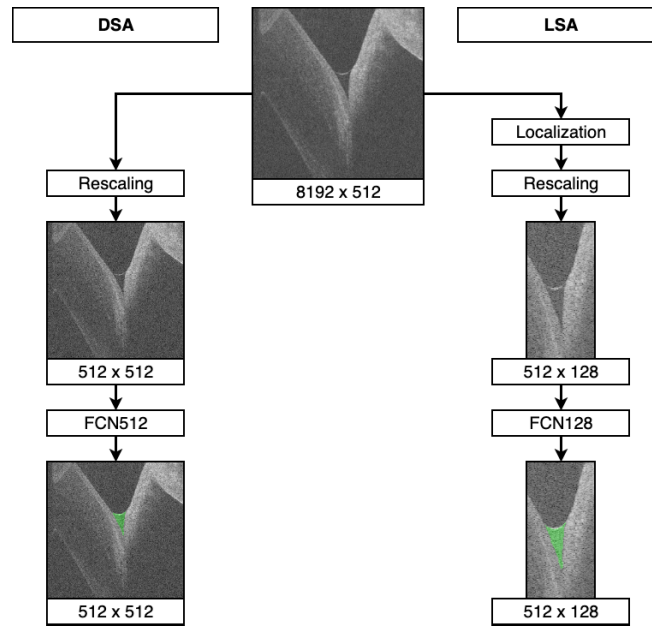 DSA
LSA
8192 x 512
Localization
Rescaling
Rescaling
512 x 512
512 x 128
FCN512
FCN128
512 x 512
512 x 128